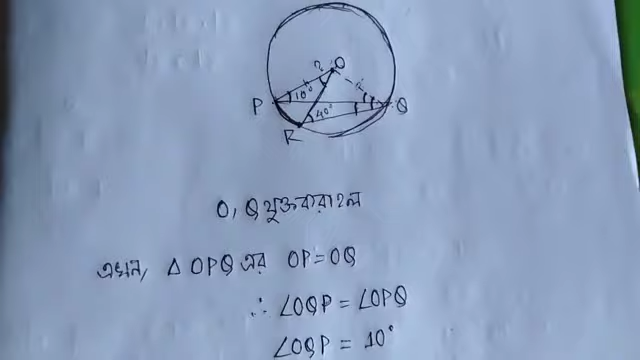 r O r
10°
P Q
40°
R
O, Q যুক্ত করা হল
এখন, Δ OPQ এর OP = OQ
∴ ∠OQP = ∠OPQ
∠OQP = 10°